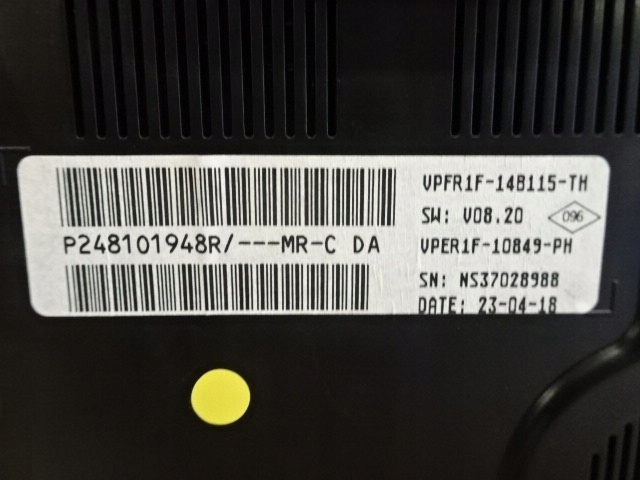 VPFR1F-14B115-TH
SW: V08.20
096
P248101948R/---MR-C DA
VPER1F-10849-PH
SN: NS37028988
DATE: 23-04-18